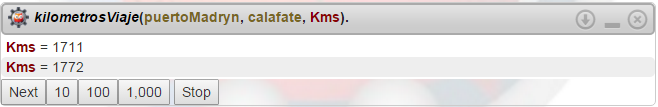 kilometrosViaje(puertoMadryn, calafate, Kms).
Kms = 1711
Kms = 1772
Next 10 100 1,000 Stop